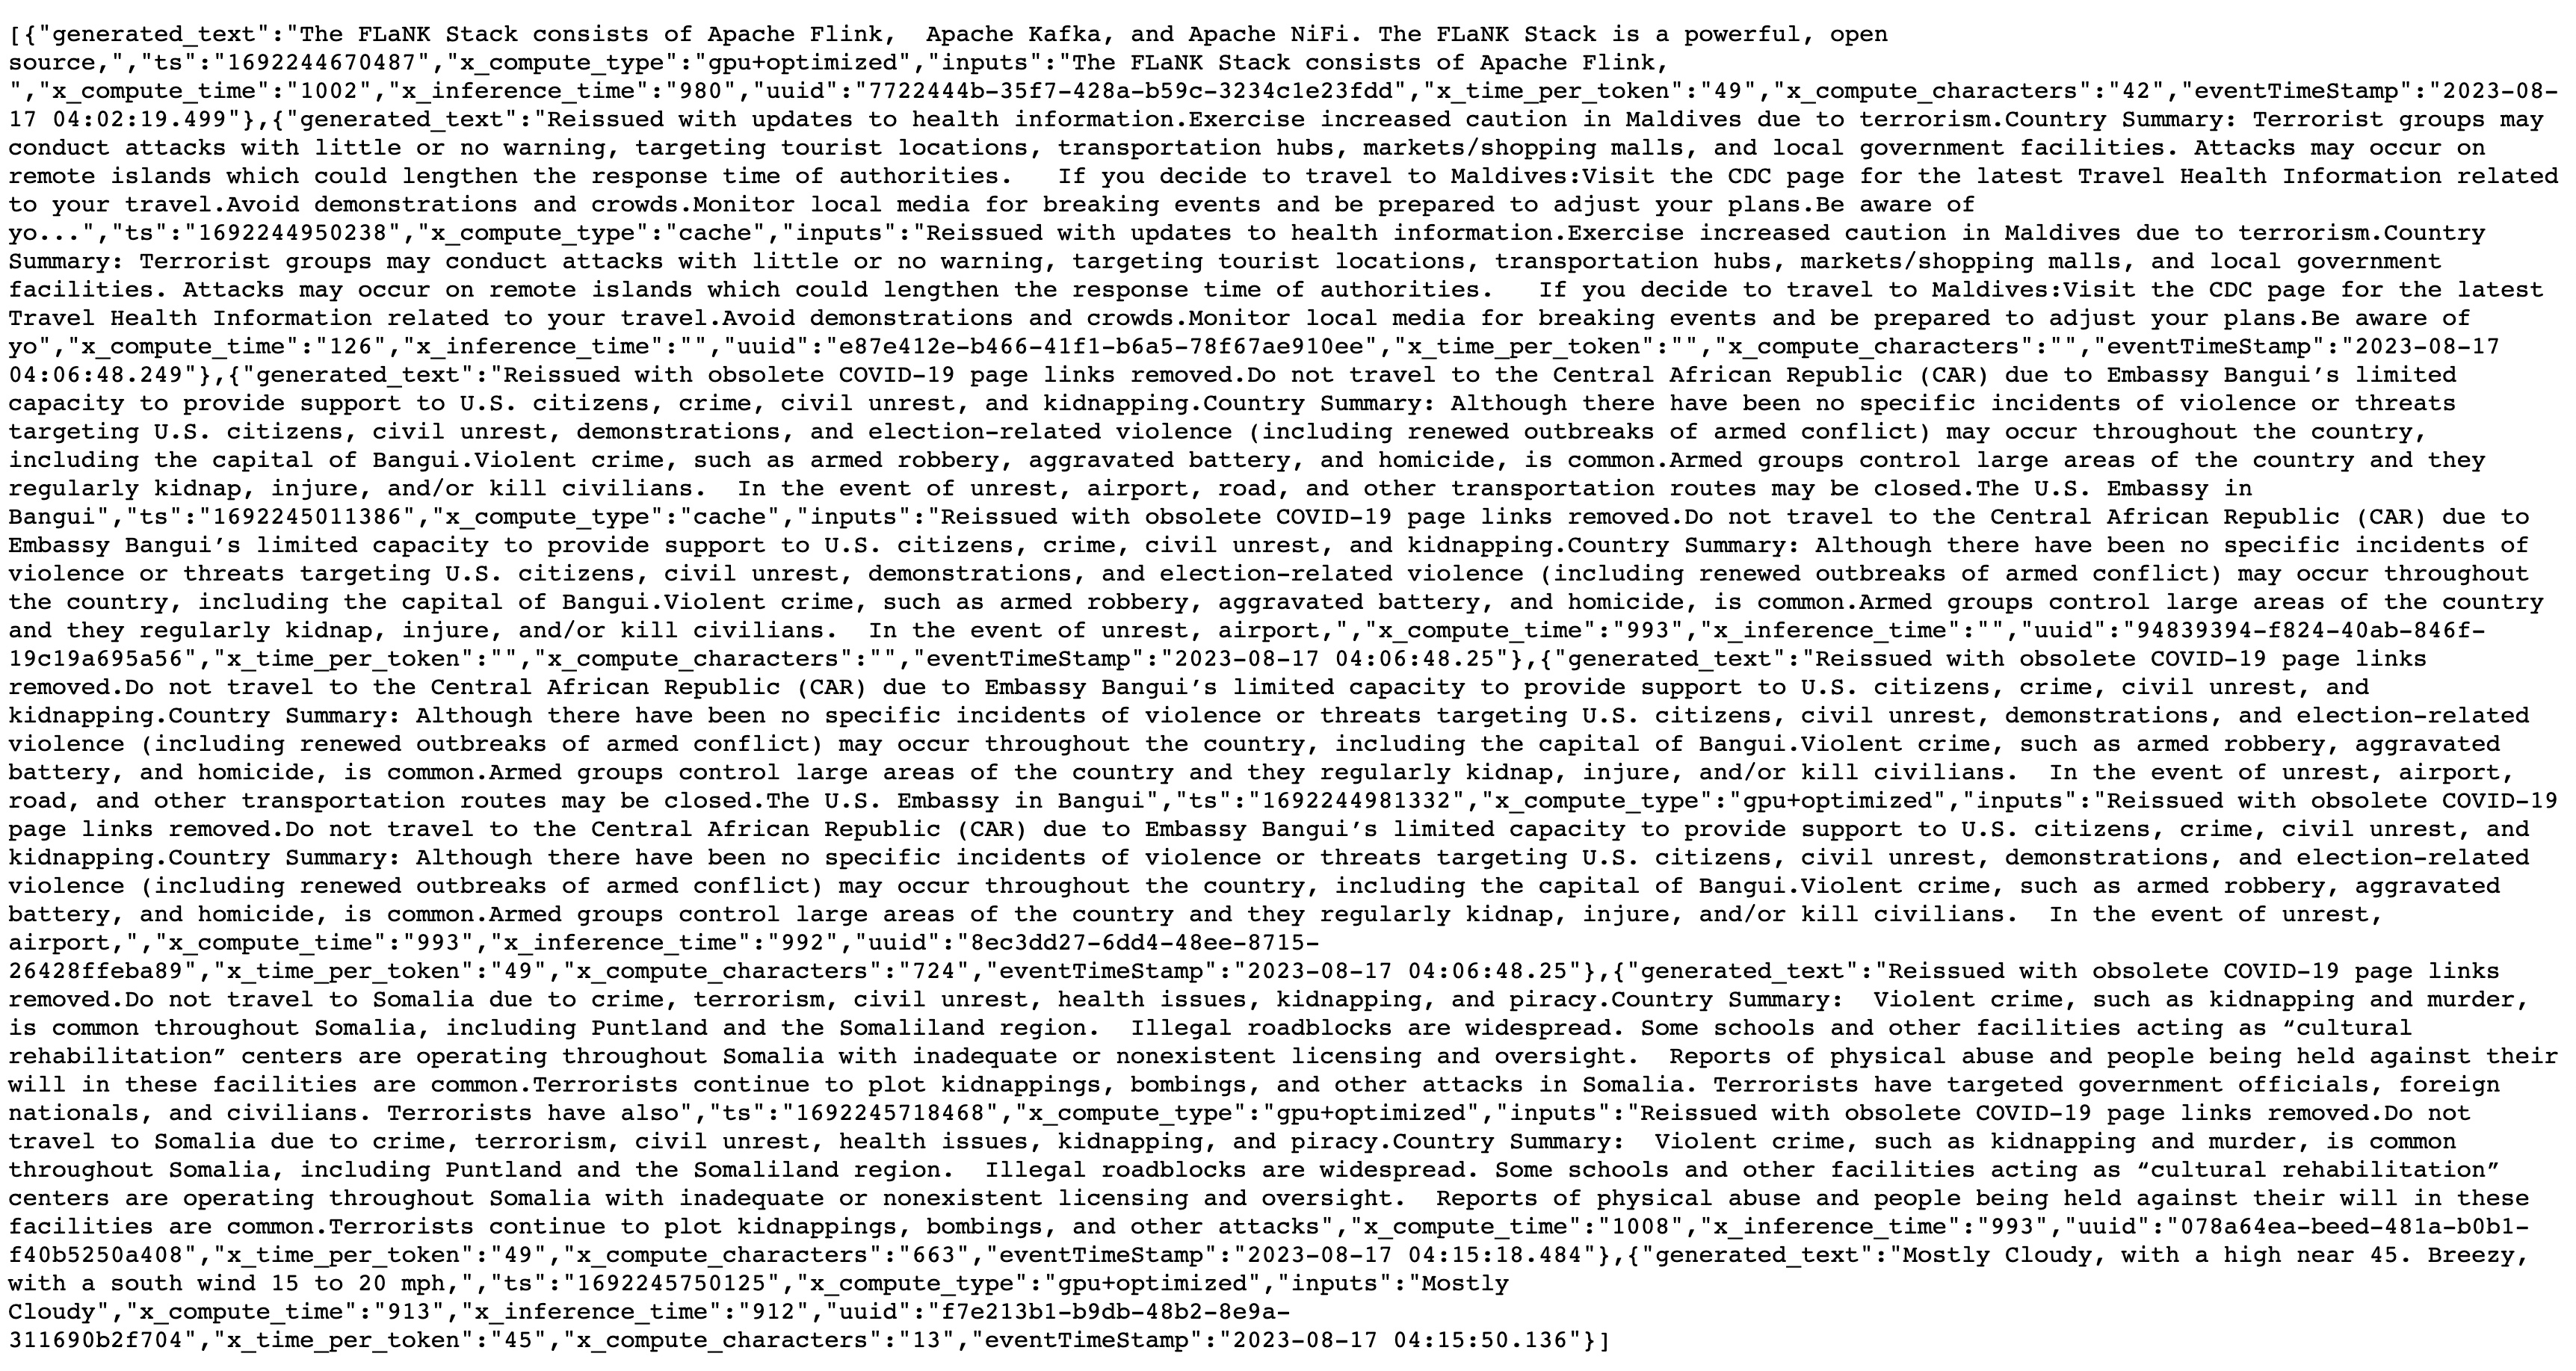 [{"generated_text":"The FLaNK Stack consists of Apache Flink,  Apache Kafka, and Apache NiFi. The FLaNK Stack is a powerful, open
source,","ts":"1692244670487","x_compute_type":"gpu+optimized","inputs":"The FLaNK Stack consists of Apache Flink,
","x_compute_time":"1002","x_inference_time":"980","uuid":"7722444b-35f7-428a-b59c-3234c1e23fdd","x_time_per_token":"49","x_compute_characters":"42","eventTimeStamp":"2023-08-
17 04:02:19.499"},{"generated_text":"Reissued with updates to health information.Exercise increased caution in Maldives due to terrorism.Country Summary: Terrorist groups may
conduct attacks with little or no warning, targeting tourist locations, transportation hubs, markets/shopping malls, and local government facilities. Attacks may occur on
remote islands which could lengthen the response time of authorities.   If you decide to travel to Maldives:Visit the CDC page for the latest Travel Health Information related
to your travel.Avoid demonstrations and crowds.Monitor local media for breaking events and be prepared to adjust your plans.Be aware of
yo...","ts":"1692244950238","x_compute_type":"cache","inputs":"Reissued with updates to health information.Exercise increased caution in Maldives due to terrorism.Country
Summary: Terrorist groups may conduct attacks with little or no warning, targeting tourist locations, transportation hubs, markets/shopping malls, and local government
facilities. Attacks may occur on remote islands which could lengthen the response time of authorities.   If you decide to travel to Maldives:Visit the CDC page for the latest
Travel Health Information related to your travel.Avoid demonstrations and crowds.Monitor local media for breaking events and be prepared to adjust your plans.Be aware of
yo","x_compute_time":"126","x_inference_time":"","uuid":"e87e412e-b466-41f1-b6a5-78f67ae910ee","x_time_per_token":"","x_compute_characters":"","eventTimeStamp":"2023-08-17
04:06:48.249"},{"generated_text":"Reissued with obsolete COVID-19 page links removed.Do not travel to the Central African Republic (CAR) due to Embassy Bangui’s limited
capacity to provide support to U.S. citizens, crime, civil unrest, and kidnapping.Country Summary: Although there have been no specific incidents of violence or threats
targeting U.S. citizens, civil unrest, demonstrations, and election-related violence (including renewed outbreaks of armed conflict) may occur throughout the country,
including the capital of Bangui.Violent crime, such as armed robbery, aggravated battery, and homicide, is common.Armed groups control large areas of the country and they
regularly kidnap, injure, and/or kill civilians.  In the event of unrest, airport, road, and other transportation routes may be closed.The U.S. Embassy in
Bangui","ts":"1692245011386","x_compute_type":"cache","inputs":"Reissued with obsolete COVID-19 page links removed.Do not travel to the Central African Republic (CAR) due to
Embassy Bangui’s limited capacity to provide support to U.S. citizens, crime, civil unrest, and kidnapping.Country Summary: Although there have been no specific incidents of
violence or threats targeting U.S. citizens, civil unrest, demonstrations, and election-related violence (including renewed outbreaks of armed conflict) may occur throughout
the country, including the capital of Bangui.Violent crime, such as armed robbery, aggravated battery, and homicide, is common.Armed groups control large areas of the country
and they regularly kidnap, injure, and/or kill civilians.  In the event of unrest, airport,","x_compute_time":"993","x_inference_time":"","uuid":"94839394-f824-40ab-846f-
19c19a695a56","x_time_per_token":"","x_compute_characters":"","eventTimeStamp":"2023-08-17 04:06:48.25"},{"generated_text":"Reissued with obsolete COVID-19 page links
removed.Do not travel to the Central African Republic (CAR) due to Embassy Bangui’s limited capacity to provide support to U.S. citizens, crime, civil unrest, and
kidnapping.Country Summary: Although there have been no specific incidents of violence or threats targeting U.S. citizens, civil unrest, demonstrations, and election-related
violence (including renewed outbreaks of armed conflict) may occur throughout the country, including the capital of Bangui.Violent crime, such as armed robbery, aggravated
battery, and homicide, is common.Armed groups control large areas of the country and they regularly kidnap, injure, and/or kill civilians.  In the event of unrest, airport,
road, and other transportation routes may be closed.The U.S. Embassy in Bangui","ts":"1692244981332","x_compute_type":"gpu+optimized","inputs":"Reissued with obsolete COVID-19
page links removed.Do not travel to the Central African Republic (CAR) due to Embassy Bangui’s limited capacity to provide support to U.S. citizens, crime, civil unrest, and
kidnapping.Country Summary: Although there have been no specific incidents of violence or threats targeting U.S. citizens, civil unrest, demonstrations, and election-related
violence (including renewed outbreaks of armed conflict) may occur throughout the country, including the capital of Bangui.Violent crime, such as armed robbery, aggravated
battery, and homicide, is common.Armed groups control large areas of the country and they regularly kidnap, injure, and/or kill civilians.  In the event of unrest,
airport,","x_compute_time":"993","x_inference_time":"992","uuid":"8ec3dd27-6dd4-48ee-8715-
26428ffeba89","x_time_per_token":"49","x_compute_characters":"724","eventTimeStamp":"2023-08-17 04:06:48.25"},{"generated_text":"Reissued with obsolete COVID-19 page links
removed.Do not travel to Somalia due to crime, terrorism, civil unrest, health issues, kidnapping, and piracy.Country Summary:  Violent crime, such as kidnapping and murder,
is common throughout Somalia, including Puntland and the Somaliland region.  Illegal roadblocks are widespread. Some schools and other facilities acting as “cultural
rehabilitation” centers are operating throughout Somalia with inadequate or nonexistent licensing and oversight.  Reports of physical abuse and people being held against their
will in these facilities are common.Terrorists continue to plot kidnappings, bombings, and other attacks in Somalia. Terrorists have targeted government officials, foreign
nationals, and civilians. Terrorists have also","ts":"1692245718468","x_compute_type":"gpu+optimized","inputs":"Reissued with obsolete COVID-19 page links removed.Do not
travel to Somalia due to crime, terrorism, civil unrest, health issues, kidnapping, and piracy.Country Summary:  Violent crime, such as kidnapping and murder, is common
throughout Somalia, including Puntland and the Somaliland region.  Illegal roadblocks are widespread. Some schools and other facilities acting as “cultural rehabilitation”
centers are operating throughout Somalia with inadequate or nonexistent licensing and oversight.  Reports of physical abuse and people being held against their will in these
facilities are common.Terrorists continue to plot kidnappings, bombings, and other attacks","x_compute_time":"1008","x_inference_time":"993","uuid":"078a64ea-beed-481a-b0b1-
f40b5250a408","x_time_per_token":"49","x_compute_characters":"663","eventTimeStamp":"2023-08-17 04:15:18.484"},{"generated_text":"Mostly Cloudy, with a high near 45. Breezy,
with a south wind 15 to 20 mph,","ts":"1692245750125","x_compute_type":"gpu+optimized","inputs":"Mostly
Cloudy","x_compute_time":"913","x_inference_time":"912","uuid":"f7e213b1-b9db-48b2-8e9a-
311690b2f704","x_time_per_token":"45","x_compute_characters":"13","eventTimeStamp":"2023-08-17 04:15:50.136"}]